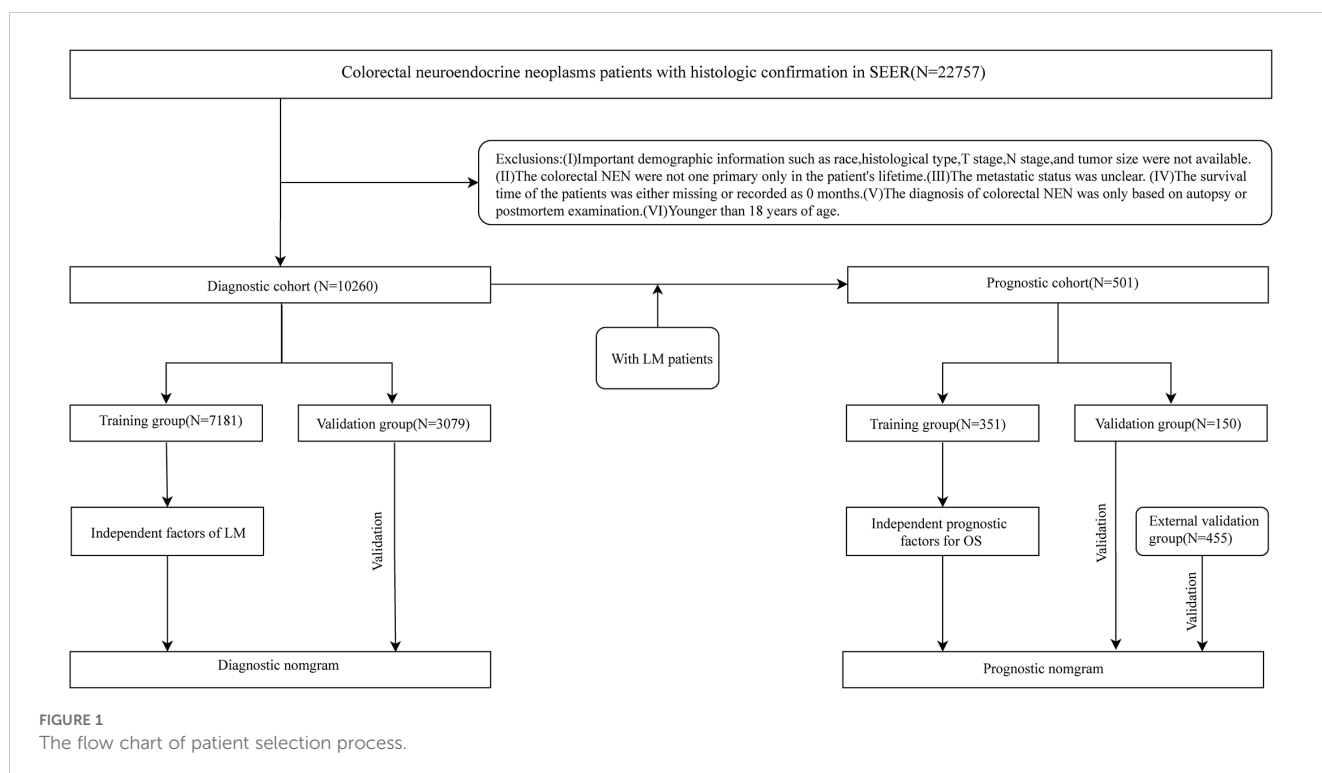 Colorectal neuroendocrine neoplasms patients with histologic confirmation in SEER(N=22757)
Exclusions:(I)Important demographic information such as race,histological type,T stage,N stage,and tumor size were not available.
(II)The colorectal NEN were not one primary only in the patient's lifetime.(III)The metastatic status was unclear. (IV)The survival
time of the patients was either missing or recorded as 0 months.(V)The diagnosis of colorectal NEN was only based on autopsy or
postmortem examination.(VI)Younger than 18 years of age.
Diagnostic cohort (N=10260)
Prognostic cohort(N=501)
With LM patients
Training group(N=7181)
Validation group(N=3079)
Training group(N=351)
Validation group(N=150)
Independent factors of LM
Validation
Independent prognostic
factors for OS
Validation
External validation
group(N=455)
Validation
Diagnostic nomgram
Prognostic nomgram
FIGURE 1
The flow chart of patient selection process.